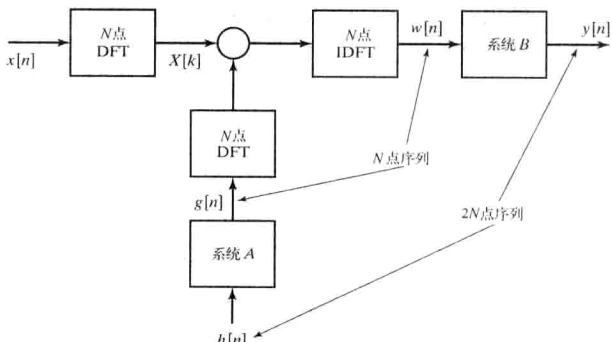 N点
DFT
N点
IDFT
系统 B
x[n]
X[k]
w[n]
y[n]
N点
DFT
N点序列
g[n]
2N点序列
系统 A
h[n]